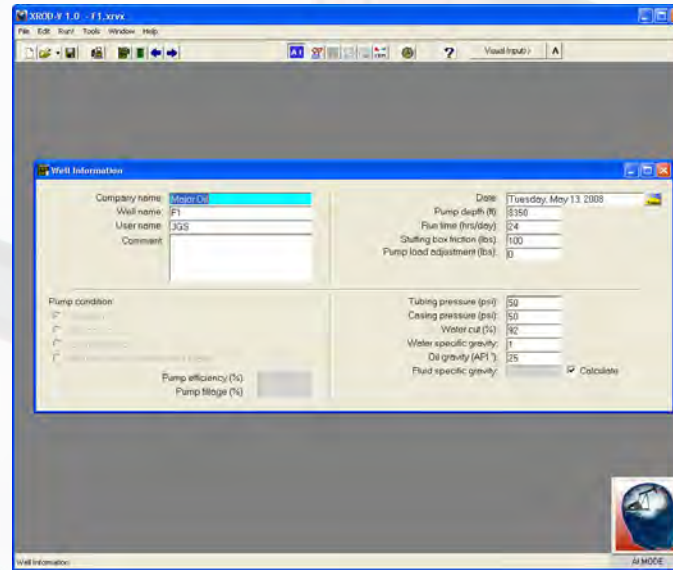 XROD-V 1.0 - F1.xrvx
File Edit Run! Tools Window Help
AI
?
Visual Input>
Λ
Well Information
Company name: Major Oil
Well name: F1
User name: JGS
Comment:
Date: Tuesday, May 13, 2008
Pump depth (ft): 8350
Run time (hrs/day): 24
Stuffing box friction (lbs): 100
Pump load adjustment (lbs): 0
Pump condition
Pump efficiency (%)
Pump fillage (%)
Tubing pressure (psi): 50
Casing pressure (psi): 50
Water cut (%): 92
Water specific gravity: 1
Oil gravity (API °): 25
Fluid specific gravity:
Calculate
Well Information
AI MODE